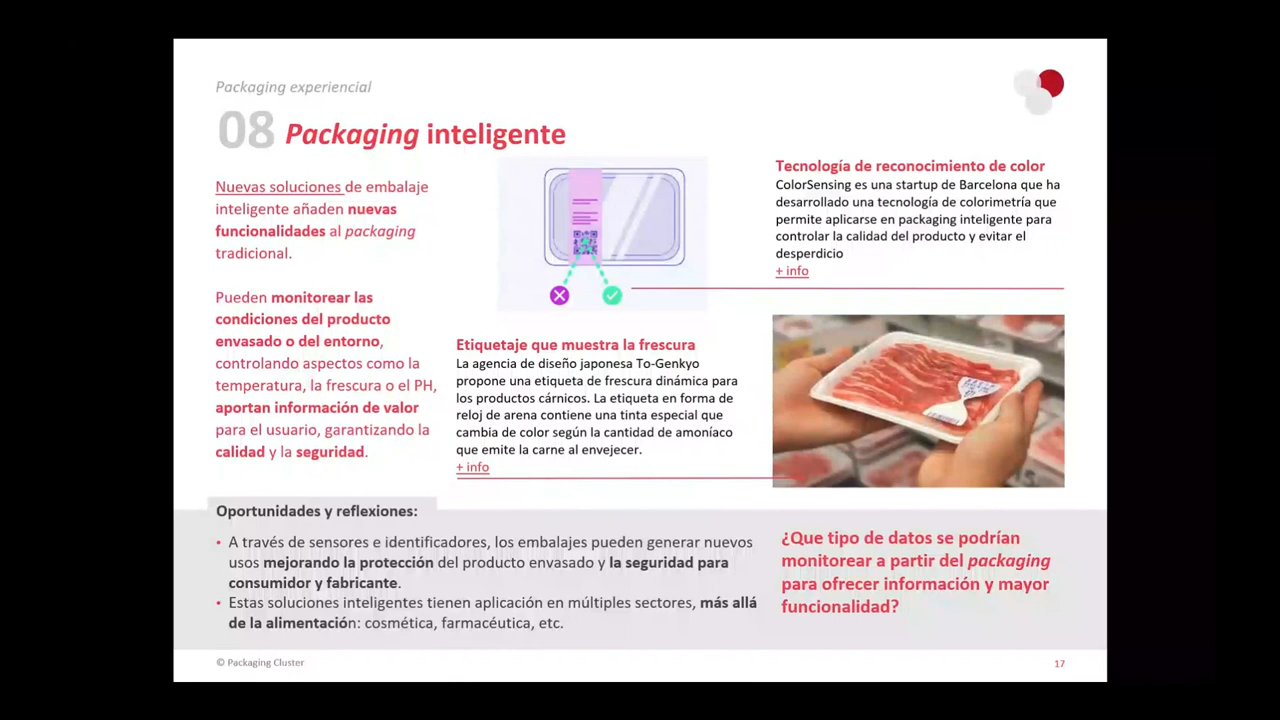 Packaging experiencial
08 Packaging inteligente
Nuevas soluciones de embalaje
inteligente añaden nuevas
funcionalidades al packaging
tradicional.
Pueden monitorear las
condiciones del producto
envasado o del entorno,
controlando aspectos como la
temperatura, la frescura o el PH,
aportan información de valor
para el usuario, garantizando la
calidad y la seguridad.
Etiquetaje que muestra la frescura
La agencia de diseño japonesa To-Genkyo
propone una etiqueta de frescura dinámica para
los productos cárnicos. La etiqueta en forma de
reloj de arena contiene una tinta especial que
cambia de color según la cantidad de amoníaco
que emite la carne al envejecer.
+ info
Tecnología de reconocimiento de color
ColorSensing es una startup de Barcelona que ha
desarrollado una tecnología de colorimetría que
permite aplicarse en packaging inteligente para
controlar la calidad del producto y evitar el
desperdicio
+ info
Oportunidades y reflexiones:
• A través de sensores e identificadores, los embalajes pueden generar nuevos
usos mejorando la protección del producto envasado y la seguridad para
consumidor y fabricante.
• Estas soluciones inteligentes tienen aplicación en múltiples sectores, más allá
de la alimentación: cosmética, farmacéutica, etc.
¿Que tipo de datos se podrían
monitorear a partir del packaging
para ofrecer información y mayor
funcionalidad?
© Packaging Cluster
17